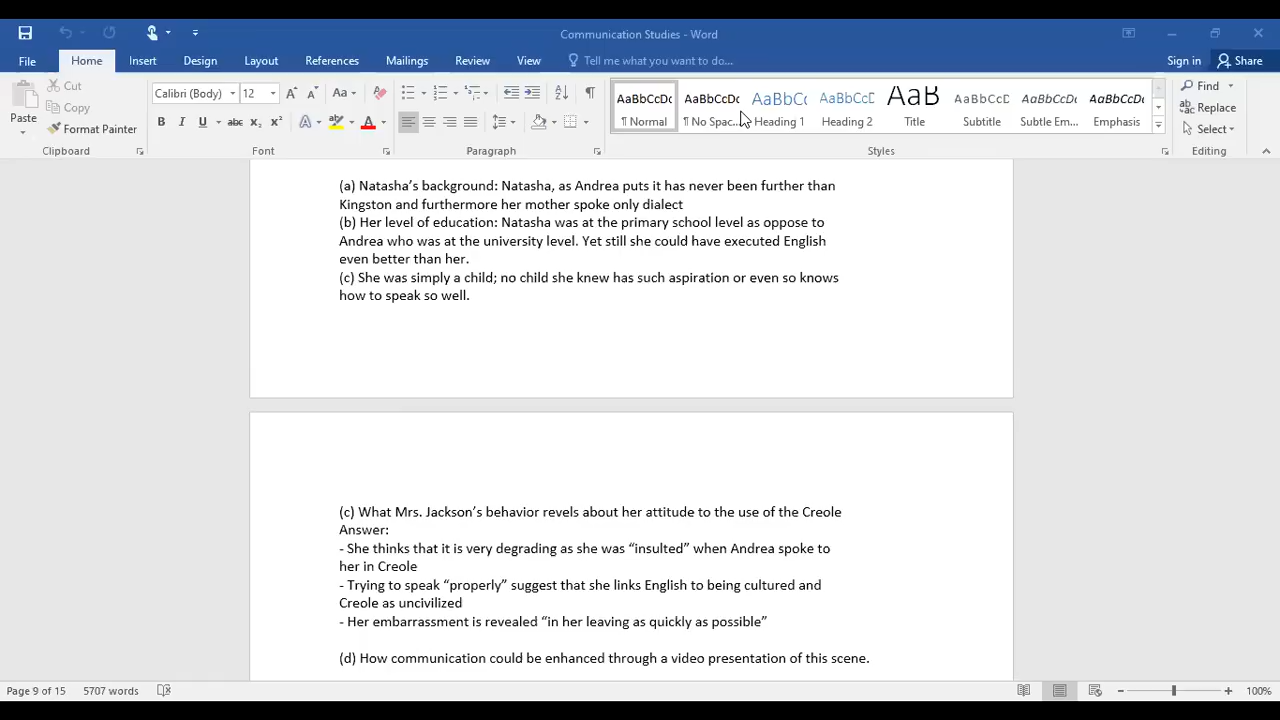 Communication Studies - Word
File Home Insert Design Layout References Mailings Review View Tell me what you want to do... Sign in Share
Cut
Copy
Format Painter
Paste
Clipboard
Calibri (Body) 12
Aa
B I U abc x₂ x² A A
Font
Paragraph
AaBbCcDc AaBbCcDc AaBbCc AaBbCcD AaB AaBbCcD AaBbCcDc AaBbCcDc
¶ Normal ¶ No Spac... Heading 1 Heading 2 Title Subtitle Subtle Em... Emphasis
Styles
Find
Replace
Select
Editing
(a) Natasha’s background: Natasha, as Andrea puts it has never been further than
Kingston and furthermore her mother spoke only dialect
(b) Her level of education: Natasha was at the primary school level as oppose to
Andrea who was at the university level. Yet still she could have executed English
even better than her.
(c) She was simply a child; no child she knew has such aspiration or even so knows
how to speak so well.
(c) What Mrs. Jackson’s behavior revels about her attitude to the use of the Creole
Answer:
- She thinks that it is very degrading as she was “insulted” when Andrea spoke to
her in Creole
- Trying to speak “properly” suggest that she links English to being cultured and
Creole as uncivilized
- Her embarrassment is revealed “in her leaving as quickly as possible”
(d) How communication could be enhanced through a video presentation of this scene.
Page 9 of 15 5707 words 100%